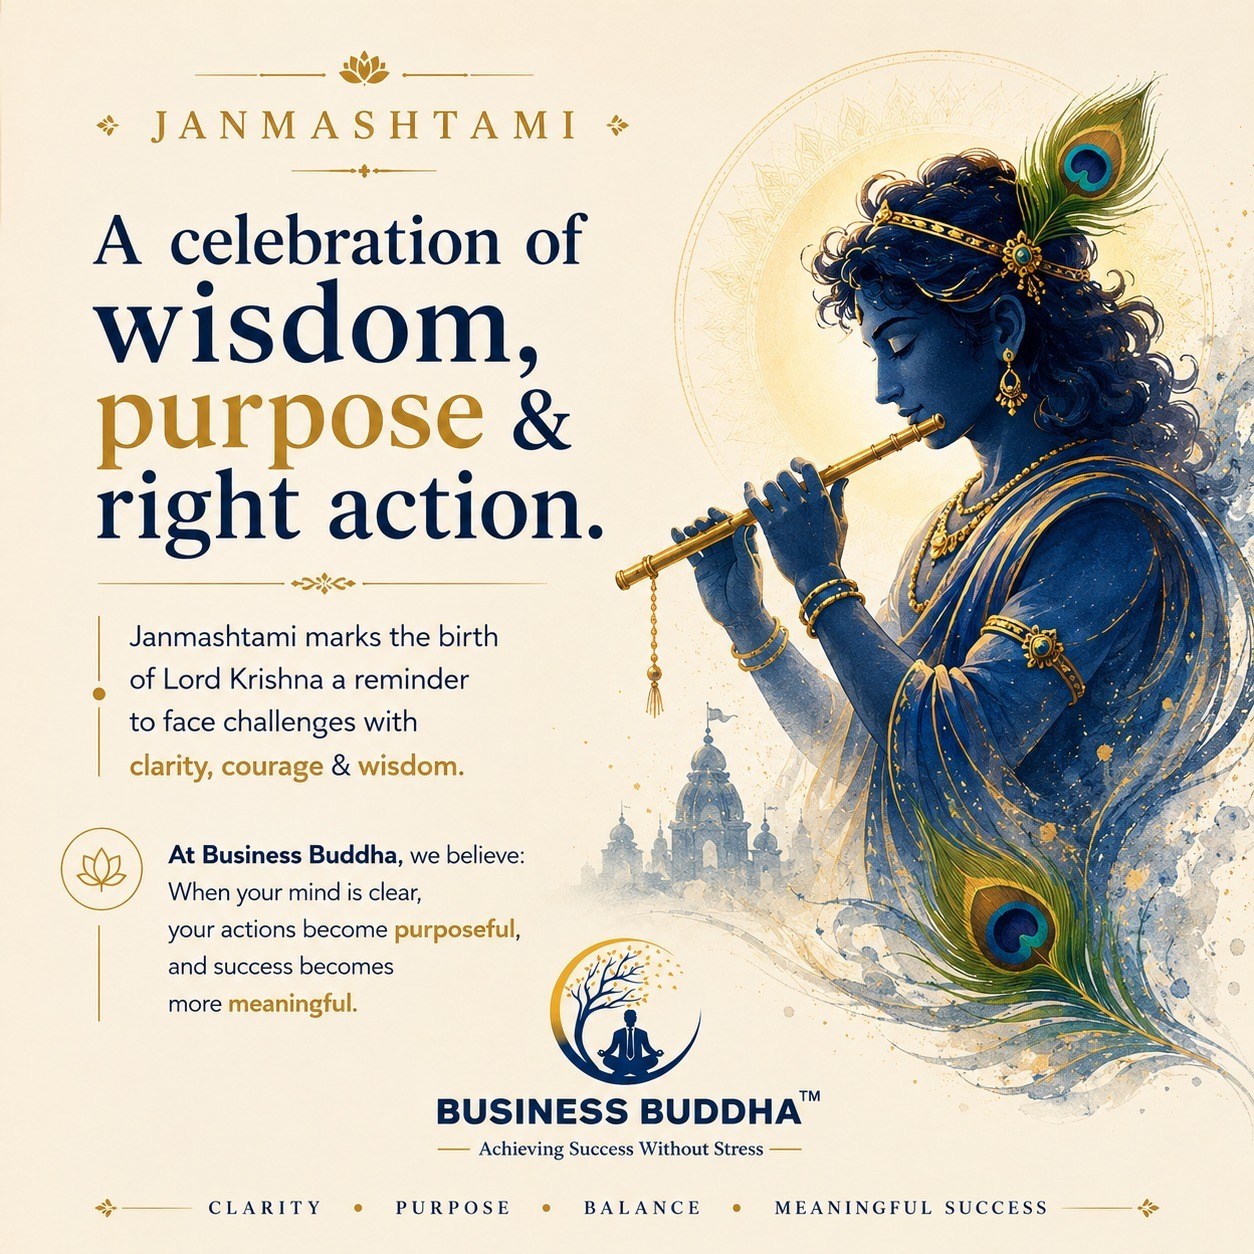 JANMASHTAMI
A celebration of
wisdom,
purpose &
right action.
Janmashtami marks the birth
of Lord Krishna a reminder
to face challenges with
clarity, courage & wisdom.
At Business Buddha, we believe:
When your mind is clear,
your actions become purposeful,
and success becomes
more meaningful.
BUSINESS BUDDHA™
Achieving Success Without Stress
CLARITY • PURPOSE • BALANCE • MEANINGFUL SUCCESS